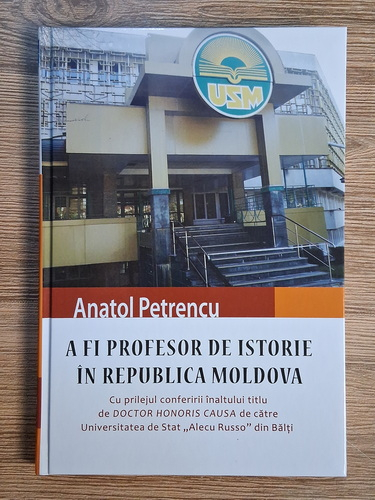 USM
Anatol Petrencu
A FI PROFESOR DE ISTORIE
ÎN REPUBLICA MOLDOVA
Cu prilejul conferirii înaltului titlu
de DOCTOR HONORIS CAUSA de către
Universitatea de Stat „Alecu Russo” din Bălți